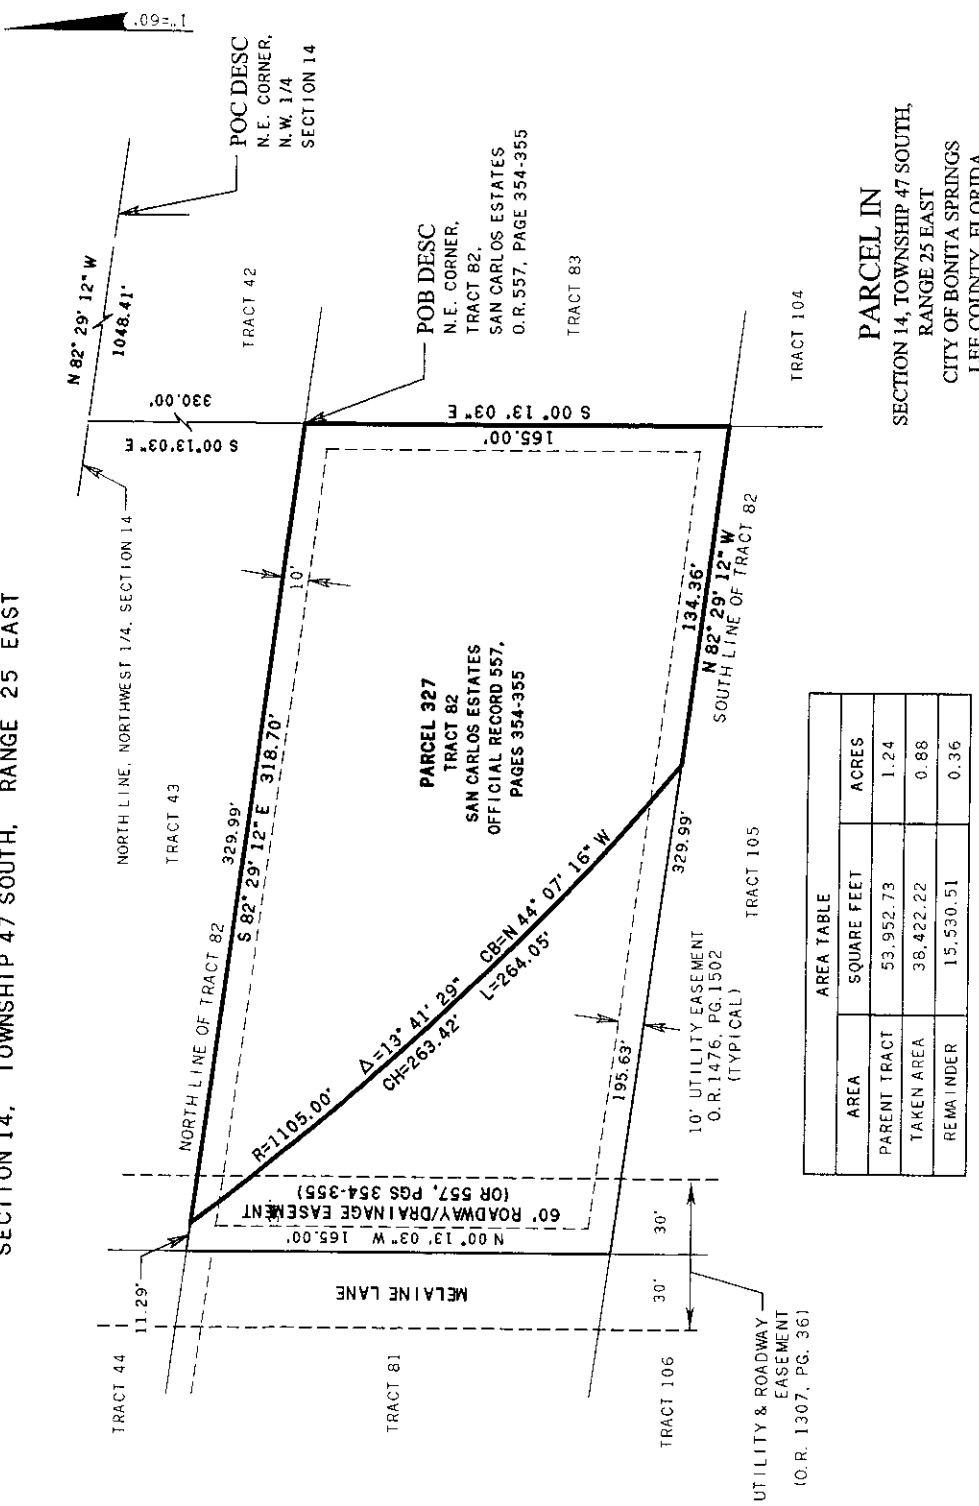 SECTION 14, TOWNSHIP 47 SOUTH, RANGE 25 EAST
1"=60'
N 82° 29' 12" W
1048.41'
POC DESC
N.E. CORNER,
N.W. 1/4
SECTION 14
NORTH LINE, NORTHWEST 1/4, SECTION 14
S 00°13'03"E
330.00'
TRACT 42
TRACT 43
TRACT 44
11.29'
POB DESC
N.E. CORNER,
TRACT 82,
SAN CARLOS ESTATES
O.R.557, PAGE 354-355
NORTH LINE OF TRACT 82
329.99'
S 82° 29' 12" E 318.70'
10'
S 00° 13' 03" E
165.00'
TRACT 83
PARCEL 327
TRACT 82
SAN CARLOS ESTATES
OFFICIAL RECORD 557,
PAGES 354-355
R=1105.00'
Δ=13° 41' 29"
CH=263.42'
CB=N 44° 07' 16" W
L=264.05'
60' ROADWAY/DRAINAGE EASEMENT
(OR 557, PGS 354-355)
N 00° 13' 03" W 165.00'
MELAINE LANE
TRACT 81
134.36'
N 82° 29' 12" W
SOUTH LINE OF TRACT 82
329.99'
195.63'
TRACT 104
TRACT 105
TRACT 106
30'
30'
10' UTILITY EASEMENT
O.R.1476, PG.1502
(TYPICAL)
UTILITY & ROADWAY
EASEMENT
(O.R. 1307, PG. 36)
AREA TABLE
AREA SQUARE FEET ACRES
PARENT TRACT 53,952.73 1.24
TAKEN AREA 38,422.22 0.88
REMAINDER 15,530.51 0.36
PARCEL IN
SECTION 14, TOWNSHIP 47 SOUTH,
RANGE 25 EAST
CITY OF BONITA SPRINGS
LEE COUNTY, FLORIDA